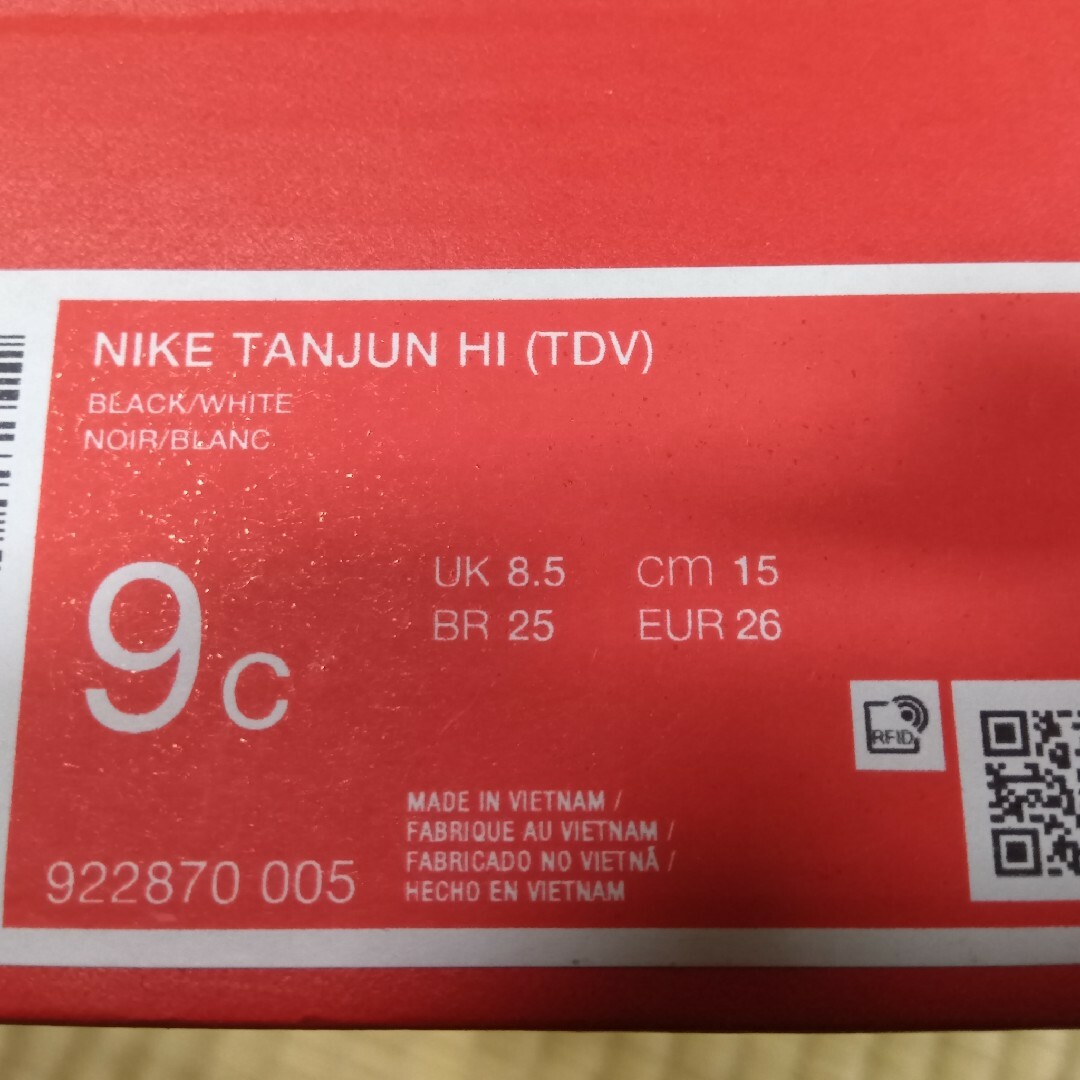 NIKE TANJUN HI (TDV)
BLACK/WHITE
NOIR/BLANC
9C
UK 8.5 cm 15
BR 25 EUR 26
RFID
MADE IN VIETNAM /
FABRIQUE AU VIETNAM /
FABRICADO NO VIETNÃ /
HECHO EN VIETNAM
922870 005